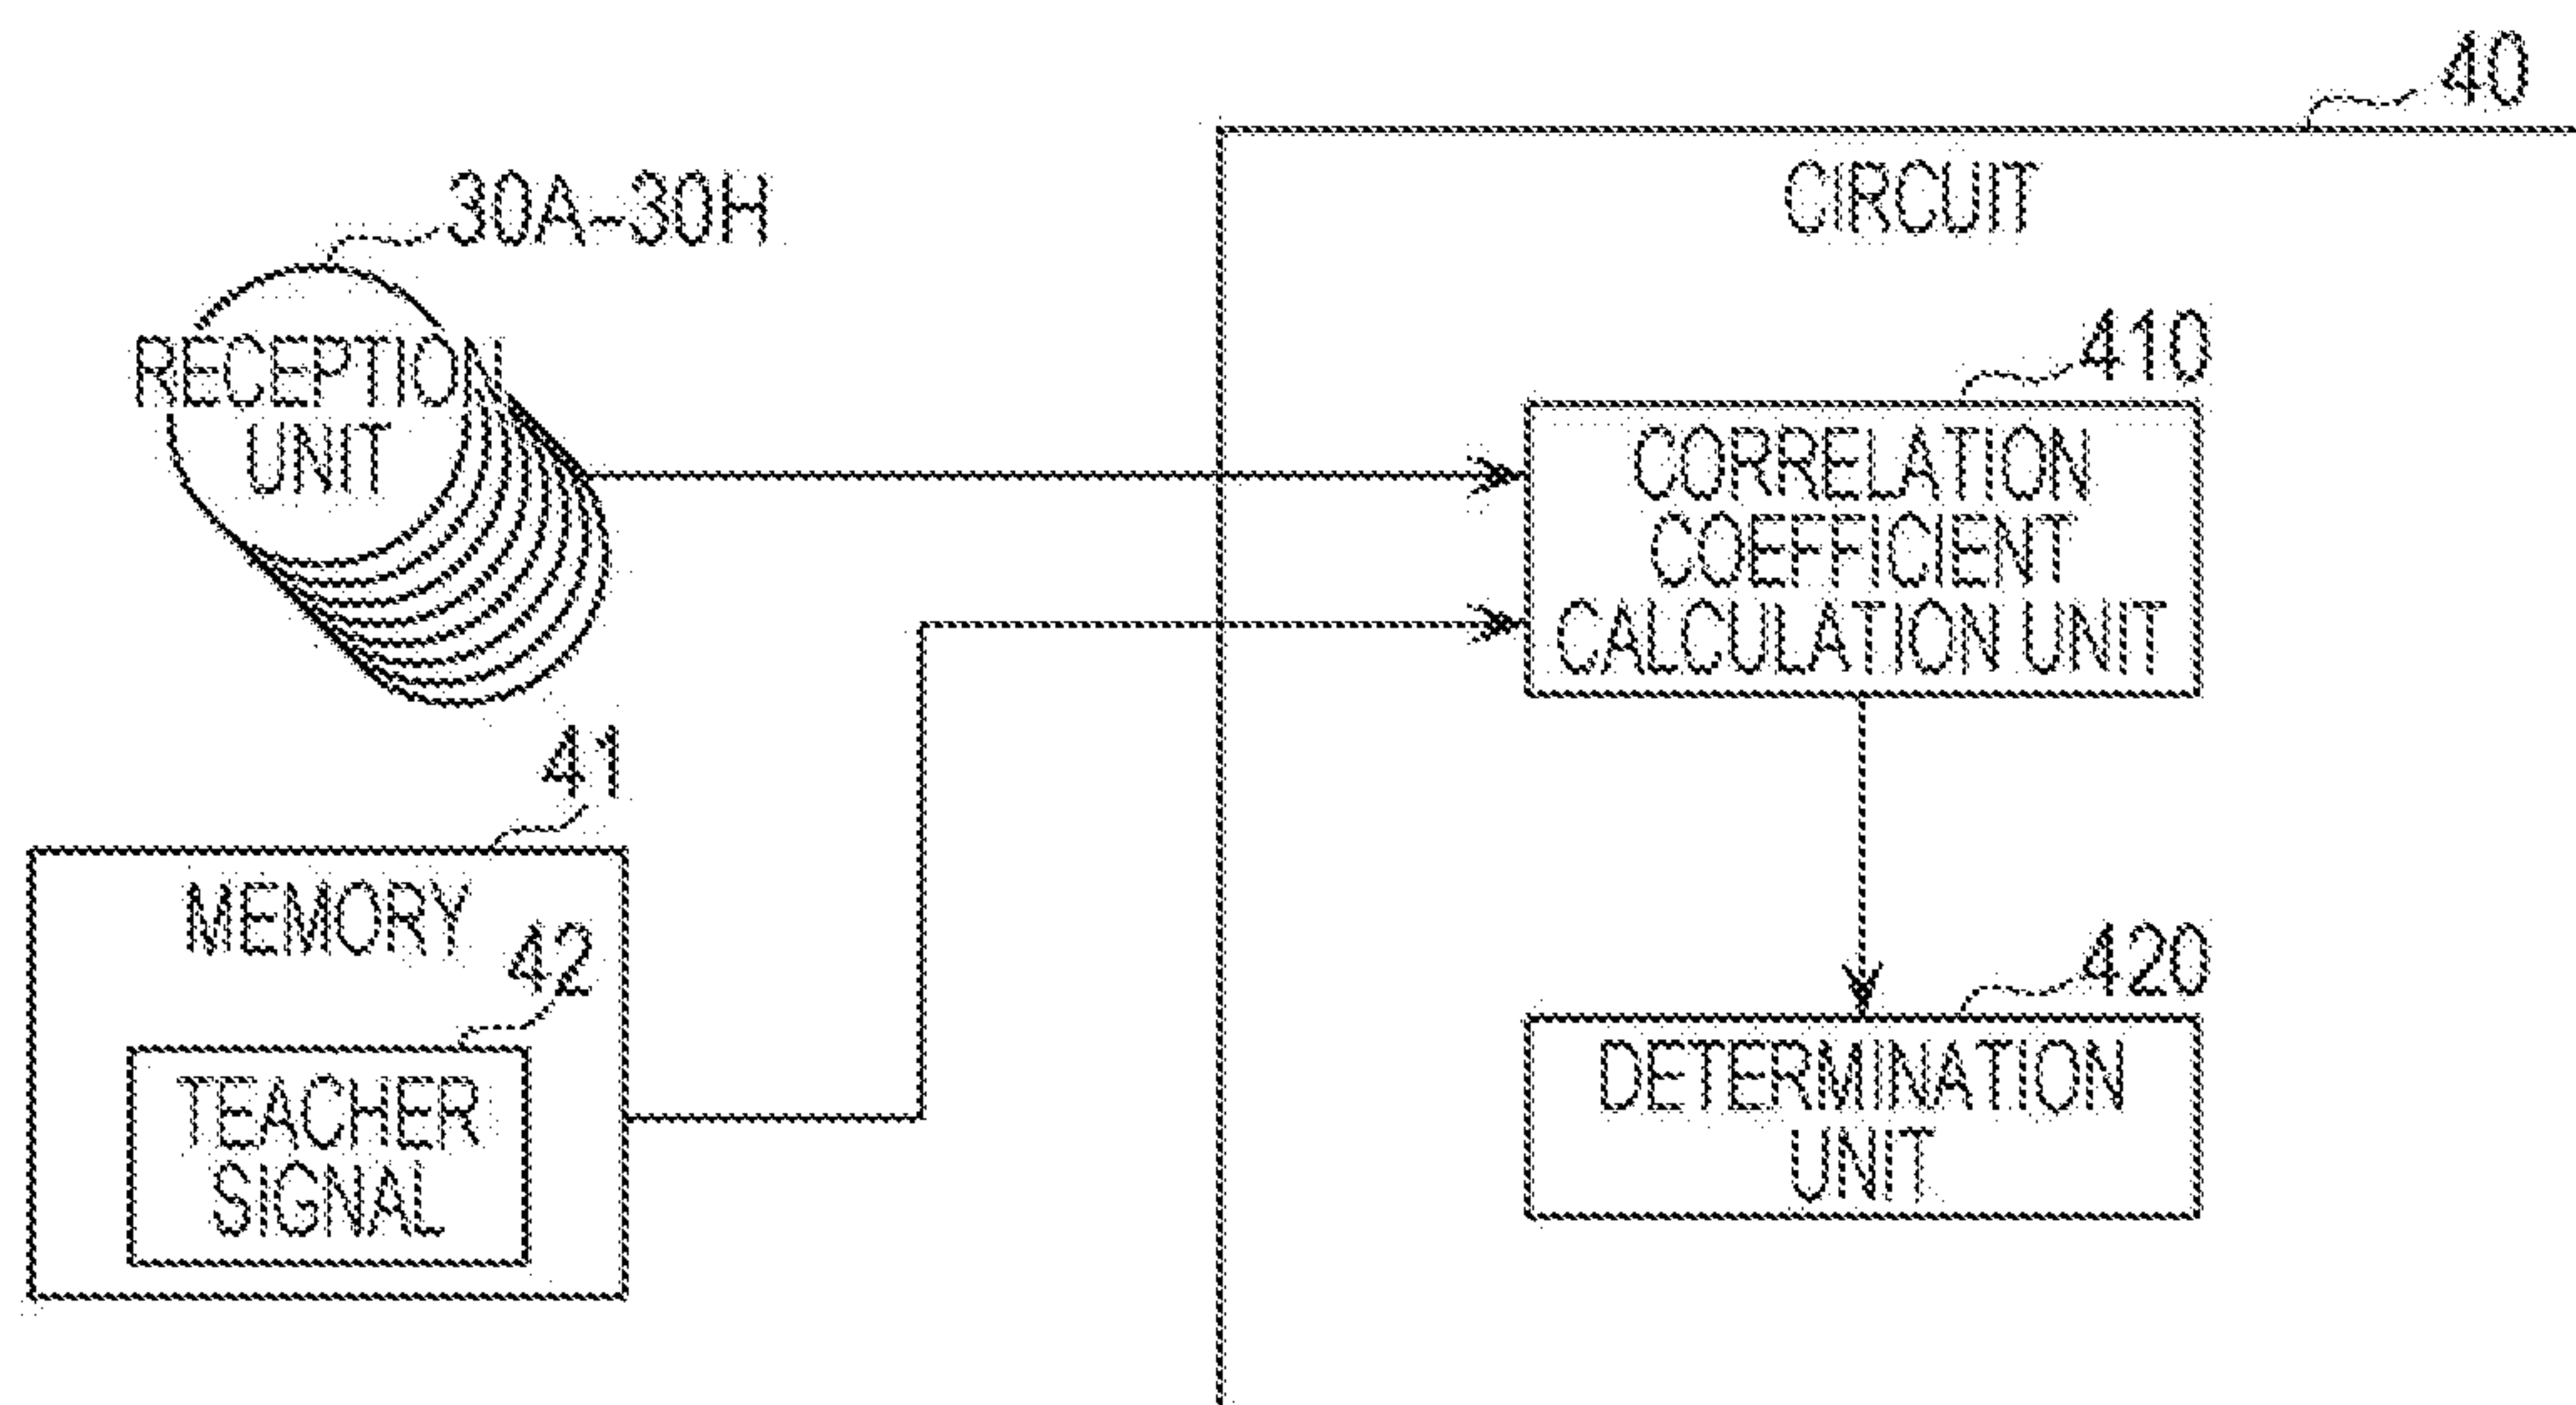 40
CIRCUIT
30A-30H
RECEPTION
UNIT
410
CORRELATION
COEFFICIENT
CALCULATION UNIT
41
MEMORY
42
TEACHER
SIGNAL
420
DETERMINATION
UNIT